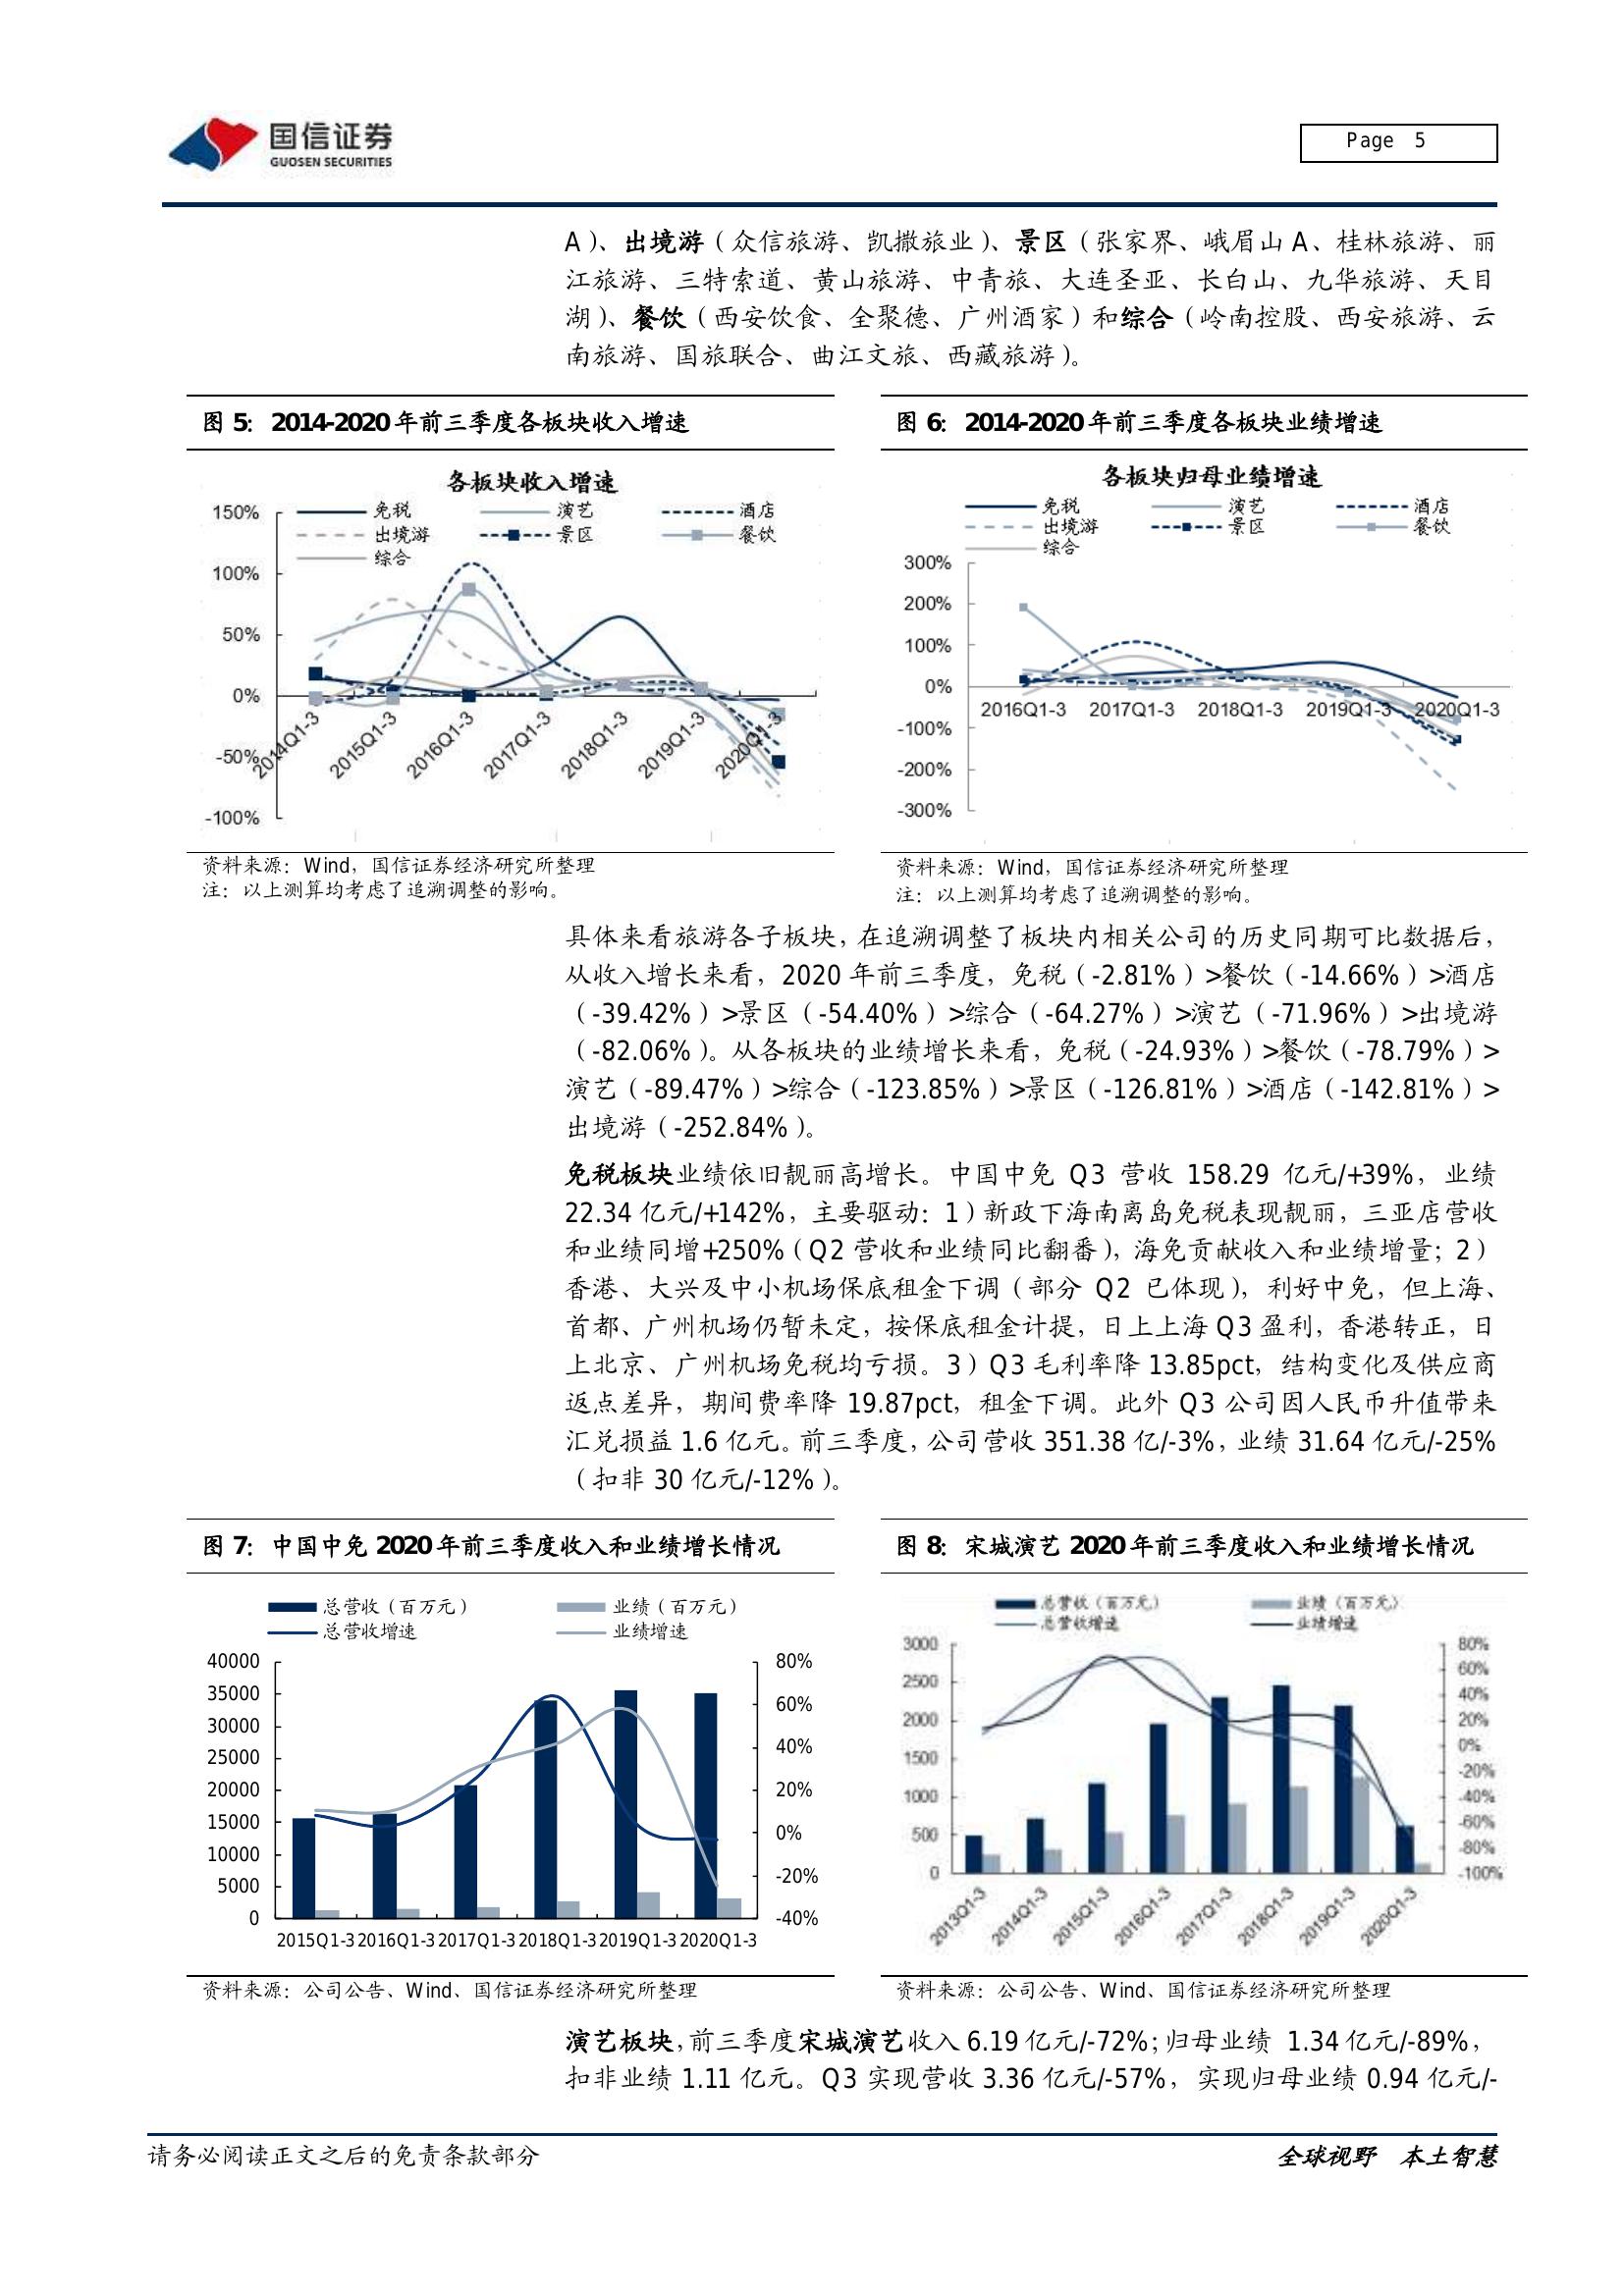 国信证券
GUOSEN SECURITIES
Page 5
A)、出境游（众信旅游、凯撒旅业）、景区（张家界、峨眉山 A、桂林旅游、丽
江旅游、三特索道、黄山旅游、中青旅、大连圣亚、长白山、九华旅游、天目
湖）、餐饮（西安饮食、全聚德、广州酒家）和综合（岭南控股、西安旅游、云
南旅游、国旅联合、曲江文旅、西藏旅游）。
图 5： 2014-2020 年前三季度各板块收入增速
各板块收入增速
免税 演艺 酒店
出境游 景区 餐饮
综合
150%
100%
50%
0%
-50%
-100%
2014Q1-3 2015Q1-3 2016Q1-3 2017Q1-3 2018Q1-3 2019Q1-3 2020Q1-3
资料来源：Wind，国信证券经济研究所整理
注：以上测算均考虑了追溯调整的影响。
图 6： 2014-2020 年前三季度各板块业绩增速
各板块归母业绩增速
免税 演艺 酒店
出境游 景区 餐饮
综合
300%
200%
100%
0%
-100%
-200%
-300%
2016Q1-3 2017Q1-3 2018Q1-3 2019Q1-3 2020Q1-3
资料来源：Wind，国信证券经济研究所整理
注：以上测算均考虑了追溯调整的影响。
具体来看旅游各子板块，在追溯调整了板块内相关公司的历史同期可比数据后，
从收入增长来看，2020 年前三季度，免税（-2.81%）>餐饮（-14.66%）>酒店
（-39.42%）>景区（-54.40%）>综合（-64.27%）>演艺（-71.96%）>出境游
（-82.06%）。从各板块的业绩增长来看，免税（-24.93%）>餐饮（-78.79%）>
演艺（-89.47%）>综合（-123.85%）>景区（-126.81%）>酒店（-142.81%）>
出境游（-252.84%）。
免税板块业绩依旧靓丽高增长。中国中免 Q3 营收 158.29 亿元/+39%，业绩
22.34 亿元/+142%，主要驱动：1）新政下海南离岛免税表现靓丽，三亚店营收
和业绩同增+250%（Q2 营收和业绩同比翻番），海免贡献收入和业绩增量；2）
香港、大兴及中小机场保底租金下调（部分 Q2 已体现），利好中免，但上海、
首都、广州机场仍暂未定，按保底租金计提，日上上海 Q3 盈利，香港转正，日
上北京、广州机场免税均亏损。3）Q3 毛利率降 13.85pct，结构变化及供应商
返点差异，期间费率降 19.87pct，租金下调。此外 Q3 公司因人民币升值带来
汇兑损益 1.6 亿元。前三季度，公司营收 351.38 亿/-3%，业绩 31.64 亿元/-25%
（扣非 30 亿元/-12%）。
图 7： 中国中免 2020 年前三季度收入和业绩增长情况
总营收（百万元） 业绩（百万元）
总营收增速 业绩增速
40000
35000
30000
25000
20000
15000
10000
5000
0
80%
60%
40%
20%
0%
-20%
-40%
2015Q1-3 2016Q1-3 2017Q1-3 2018Q1-3 2019Q1-3 2020Q1-3
资料来源：公司公告、Wind、国信证券经济研究所整理
图 8： 宋城演艺 2020 年前三季度收入和业绩增长情况
总营收（百万元） 业绩（百万元）
总营收增速 业绩增速
3000
2500
2000
1500
1000
500
0
80%
60%
40%
20%
0%
-20%
-40%
-60%
-80%
-100%
2013Q1-3 2014Q1-3 2015Q1-3 2016Q1-3 2017Q1-3 2018Q1-3 2019Q1-3 2020Q1-3
资料来源：公司公告、Wind、国信证券经济研究所整理
演艺板块，前三季度宋城演艺收入 6.19 亿元/-72%；归母业绩 1.34 亿元/-89%，
扣非业绩 1.11 亿元。Q3 实现营收 3.36 亿元/-57%，实现归母业绩 0.94 亿元/-
请务必阅读正文之后的免责条款部分
全球视野 本土智慧